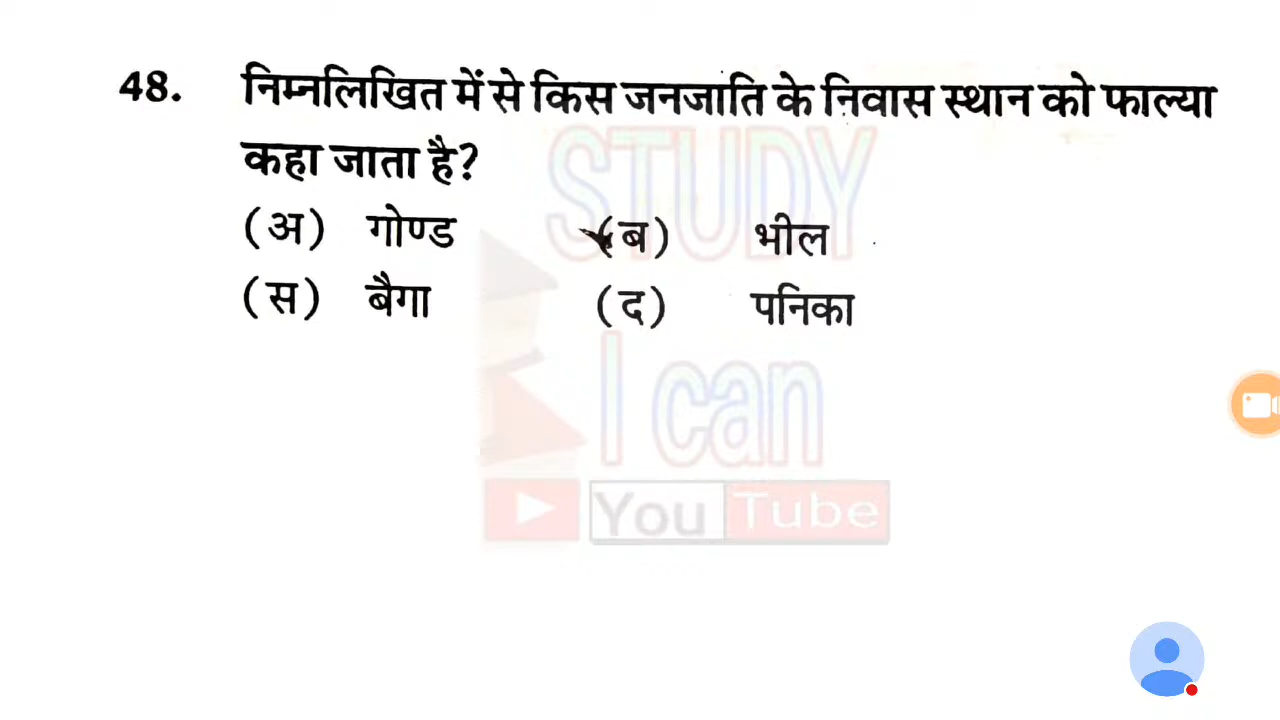 48. निम्नलिखित में से किस जनजाति के निवास स्थान को फाल्या
कहा जाता है?
(अ) गोण्ड (ब) भील
(स) बैगा (द) पनिका
STUDY
I can
You Tube